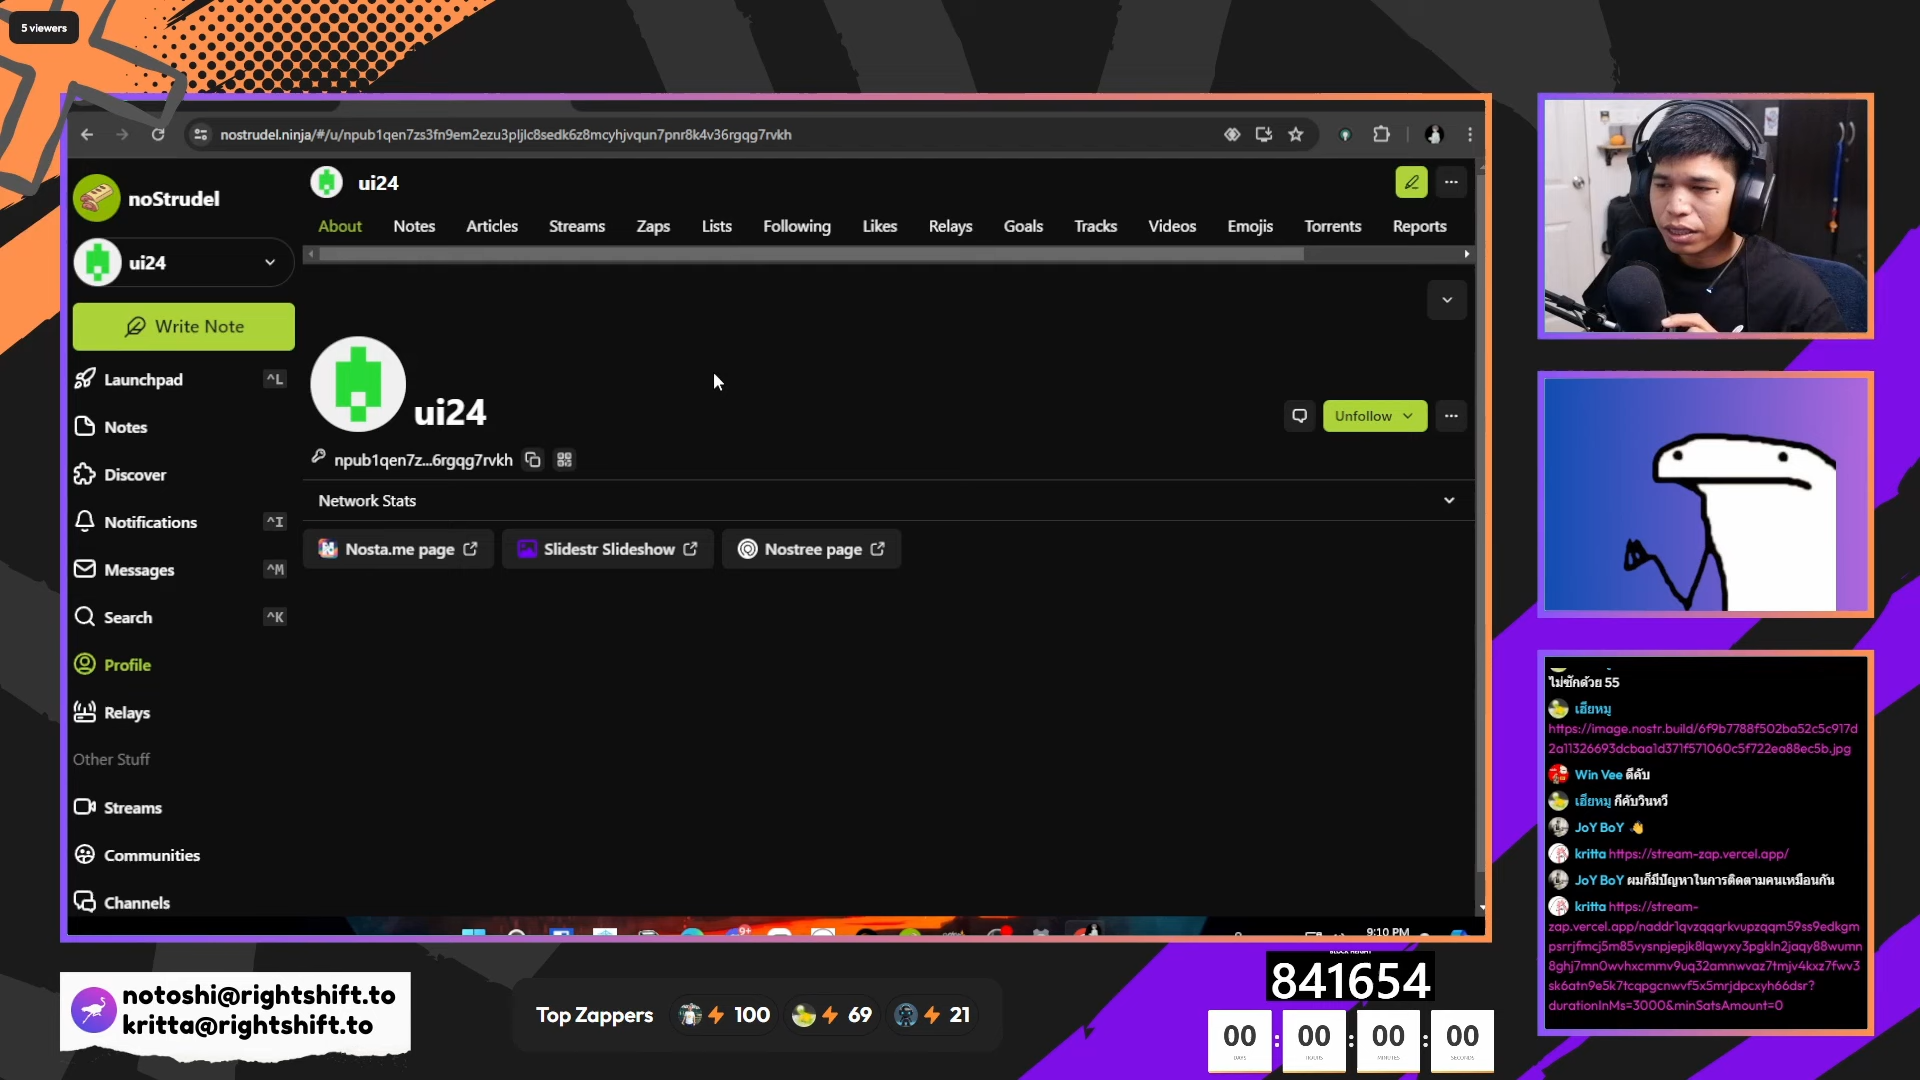 5 viewers
nostrudel.ninja/#/u/npub1qen7zs3fn9em2ezu3pljlc8sedk6z8mcyhjvqun7pnr8k4v36rgqg7rvkh
noStrudel
ui24
ui24
About Notes Articles Streams Zaps Lists Following Likes Relays Goals Tracks Videos Emojis Torrents Reports
Write Note
Launchpad ^L
Notes
Discover
Notifications ^I
Messages ^M
Search ^K
Profile
Relays
Other Stuff
Streams
Communities
Channels
ui24
Unfollow
npub1qen7z...6rgqg7rvkh
Network Stats
Nosta.me page
Slidestr Slideshow
Nostree page
9+
9:10 PM
ไม่ซักด้วย 55
เฮียหมู
https://image.nostr.build/6f9b7788f502ba52c5c917d
2a11326693dcbaa1d371f571060c5f722ea88ec5b.jpg
Win Vee ดีคับ
เฮียหมู กีคับวินหวี
JoY BoY 👋
kritta https://stream-zap.vercel.app/
JoY BoY ผมก็มีปัญหาในการติดตามคนเหมือนกัน
kritta https://stream-
zap.vercel.app/naddr1qvzqqqrkvupzqqm59ss9edkgm
psrrjfmcj5m85vysnpjepjk8lqwyxy3pgkln2jaqy88wumn
8ghj7mn0wvhxcmmv9uq32amnwvaz7tmjv4kxz7fwv3
sk6atn9e5k7tcqpgcnwvf5x5mrjdpcxyh66dsr?
durationInMs=3000&minSatsAmount=0
notoshi@rightshift.to
kritta@rightshift.to
Top Zappers 100 69 21
BLOCK HEIGHT
841654
00 : 00 : 00 : 00
DAYS HOURS MINUTES SECONDS